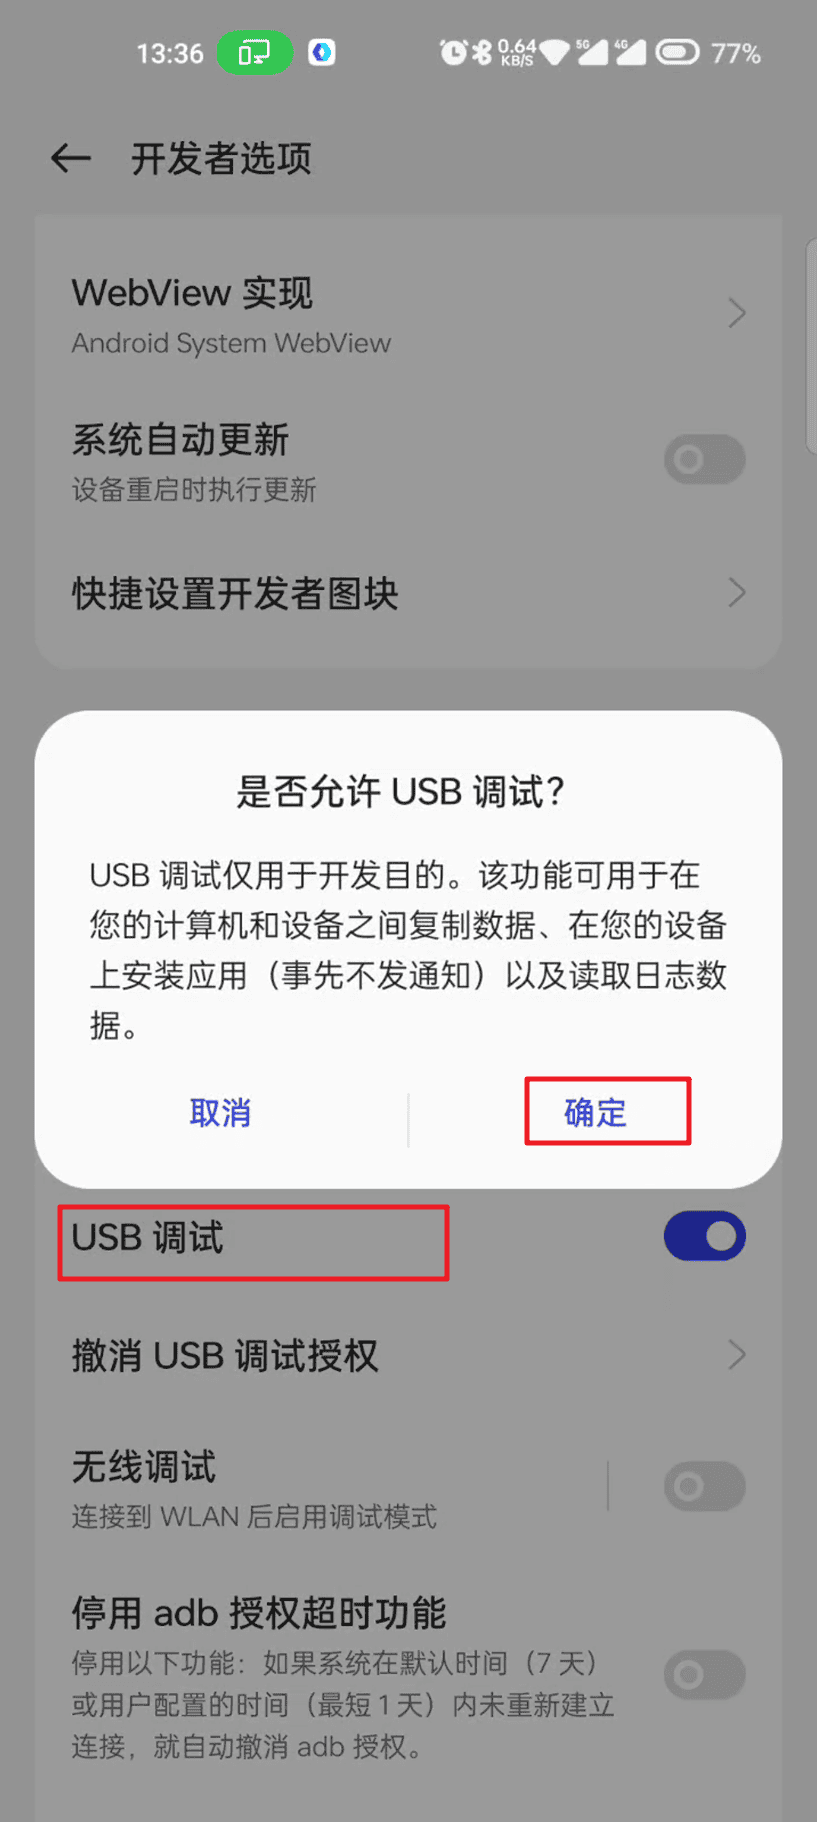 13:36
0.64 KB/S
5G
4G
77%
开发者选项
WebView 实现
Android System WebView
系统自动更新
设备重启时执行更新
快捷设置开发者图块
是否允许 USB 调试?
USB 调试仅用于开发目的。该功能可用于在
您的计算机和设备之间复制数据、在您的设备
上安装应用（事先不发通知）以及读取日志数
据。
取消
确定
USB 调试
撤消 USB 调试授权
无线调试
连接到 WLAN 后启用调试模式
停用 adb 授权超时功能
停用以下功能：如果系统在默认时间（7 天）
或用户配置的时间（最短 1 天）内未重新建立
连接，就自动撤消 adb 授权。